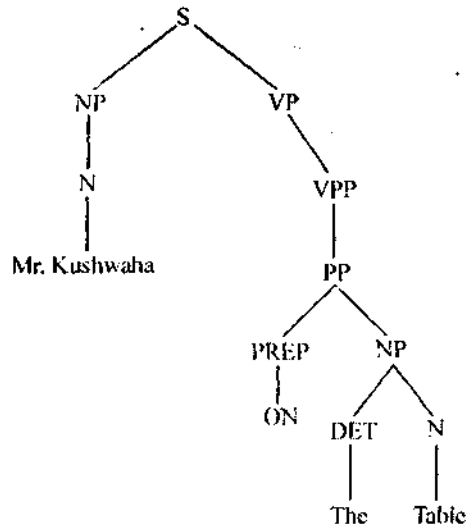 S
NP VP
N VPP
Mr. Kushwaha
PP
PREP NP
ON DET N
The Table